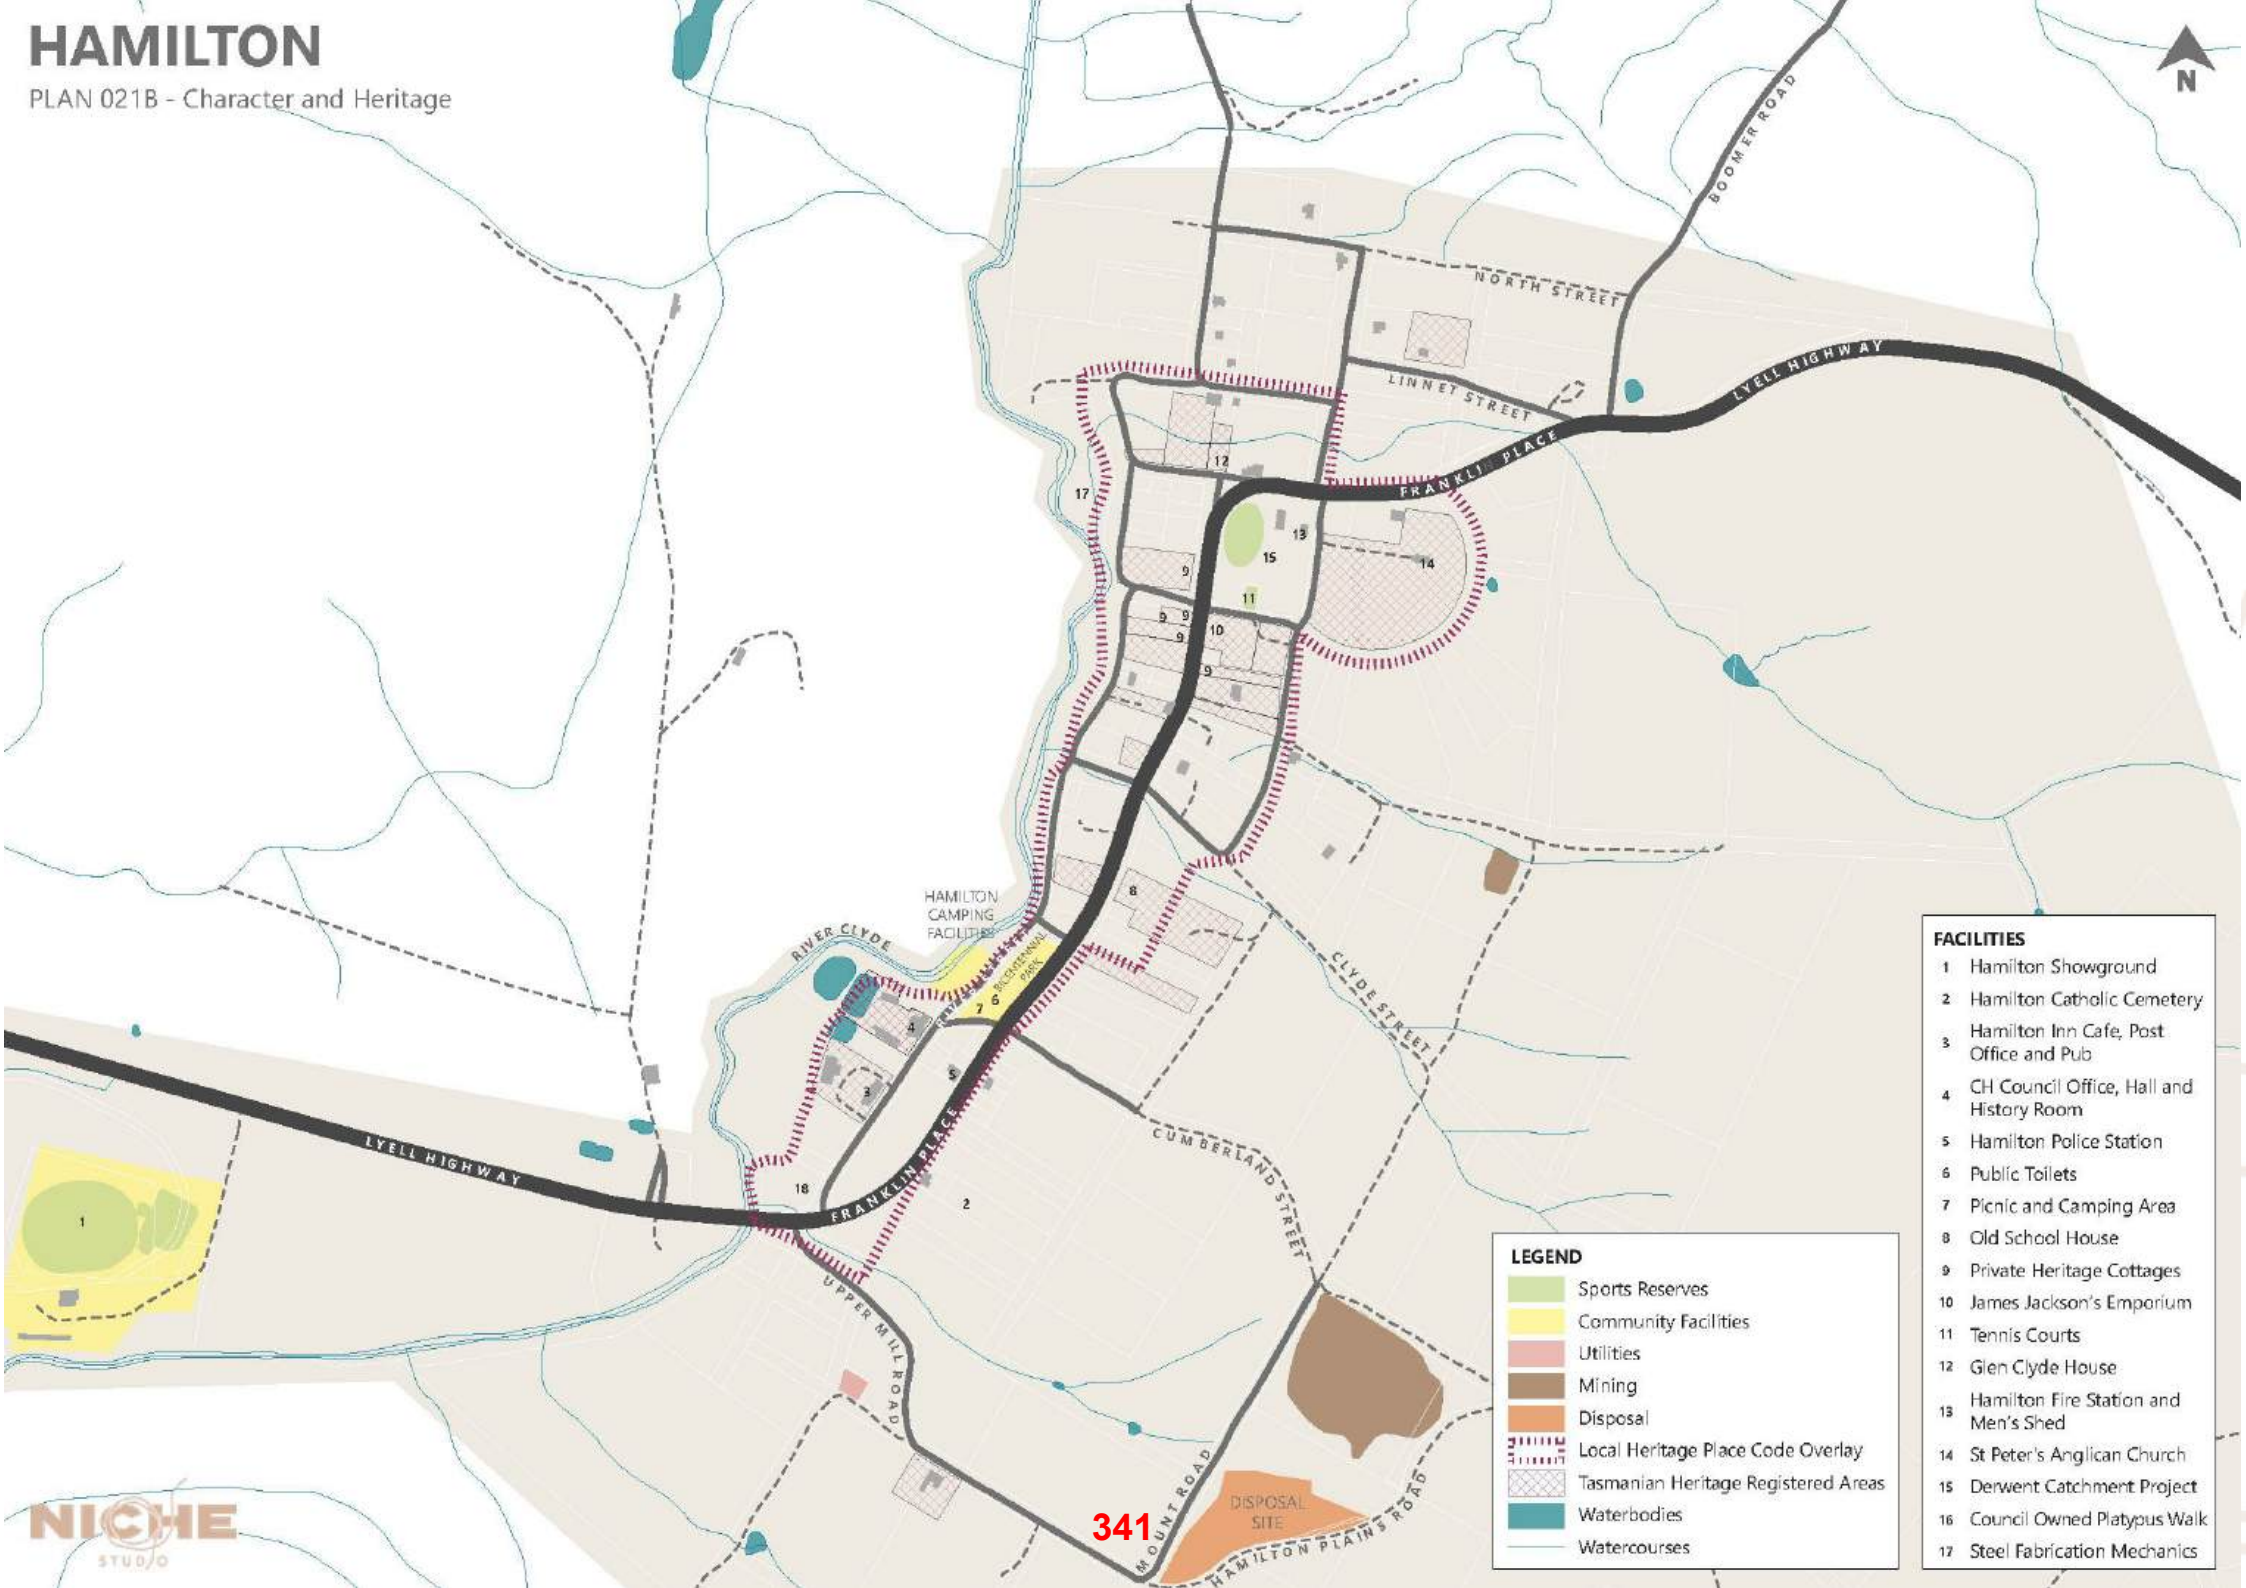 HAMILTON
PLAN 021B - Character and Heritage
N
BOOMER ROAD
NORTH STREET
LYELL HIGHWAY
LINNET STREET
FRANKLIN PLACE
12
17
13
15
14
9
11
9
9
10
9
9
8
HAMILTON
CAMPING
FACILITIES
RIVER CLYDE
BICENTENNIAL
PARK
7
6
4
CLYDE STREET
5
3
CUMBERLAND STREET
LYELL HIGHWAY
FRANKLIN PLACE
16
2
1
UPPER MILL ROAD
MOUNT ROAD
DISPOSAL
SITE
HAMILTON PLAINS ROAD
341
NICHE
STUDIO
LEGEND
Sports Reserves
Community Facilities
Utilities
Mining
Disposal
Local Heritage Place Code Overlay
Tasmanian Heritage Registered Areas
Waterbodies
Watercourses
FACILITIES
1 Hamilton Showground
2 Hamilton Catholic Cemetery
3 Hamilton Inn Cafe, Post
Office and Pub
4 CH Council Office, Hall and
History Room
5 Hamilton Police Station
6 Public Toilets
7 Picnic and Camping Area
8 Old School House
9 Private Heritage Cottages
10 James Jackson's Emporium
11 Tennis Courts
12 Glen Clyde House
13 Hamilton Fire Station and
Men's Shed
14 St Peter's Anglican Church
15 Derwent Catchment Project
16 Council Owned Platypus Walk
17 Steel Fabrication Mechanics